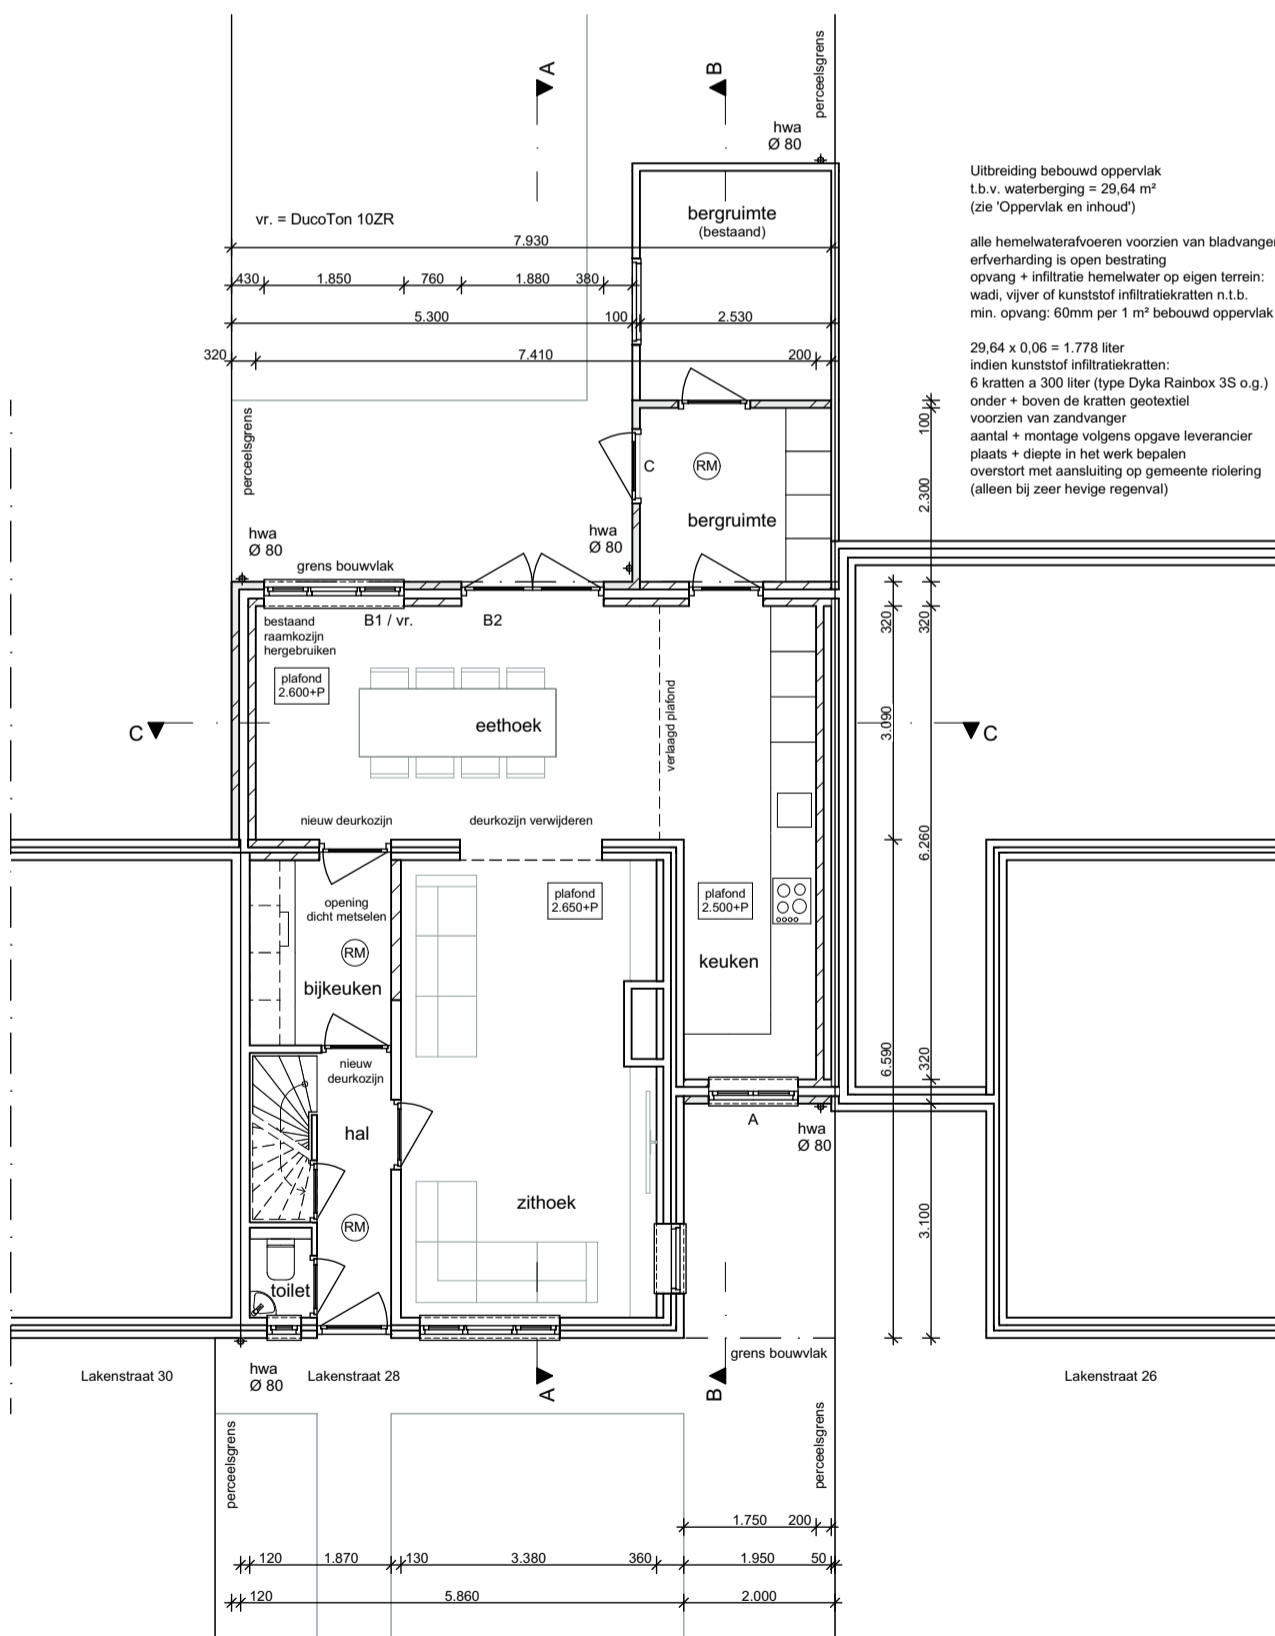 A
B
perceelsgrens
hwa
Ø 80
vr. = DucoTon 10ZR
bergruimte
(bestaand)
7.930
430
1.850
760
1.880
380
5.300
100
2.530
320
7.410
200
Uitbreiding bebouwd oppervlak
t.b.v. waterberging = 29,64 m²
(zie 'Oppervlak en inhoud')
alle hemelwaterafvoeren voorzien van bladvanger
erfverharding is open bestrating
opvang + infiltratie hemelwater op eigen terrein:
wadi, vijver of kunststof infiltratiekratten n.t.b.
min. opvang: 60mm per 1 m² bebouwd oppervlak
29,64 x 0,06 = 1.778 liter
indien kunststof infiltratiekratten:
6 kratten a 300 liter (type Dyka Rainbox 3S o.g.)
onder + boven de kratten geotextiel
voorzien van zandvanger
aantal + montage volgens opgave leverancier
plaats + diepte in het werk bepalen
overstort met aansluiting op gemeente riolering
(alleen bij zeer hevige regenval)
perceelsgrens
C
RM
bergruimte
100
2.300
hwa
Ø 80
hwa
Ø 80
grens bouwvlak
bestaand
raamkozijn
hergebruiken
B1 / vr.
B2
320
320
plafond
2.600+P
eethoek
verlaagd plafond
3.090
C
C
nieuw deurkozijn
deurkozijn verwijderen
6.260
opening
dicht metselen
RM
bijkeuken
plafond
2.650+P
plafond
2.500+P
keuken
nieuw
deurkozijn
hal
6.590
320
A
hwa
Ø 80
zithoek
RM
toilet
3.100
grens bouwvlak
Lakenstraat 30
hwa
Ø 80
Lakenstraat 28
A
B
Lakenstraat 26
perceelsgrens
perceelsgrens
1.750
200
120
1.870
130
3.380
360
1.950
50
120
5.860
2.000